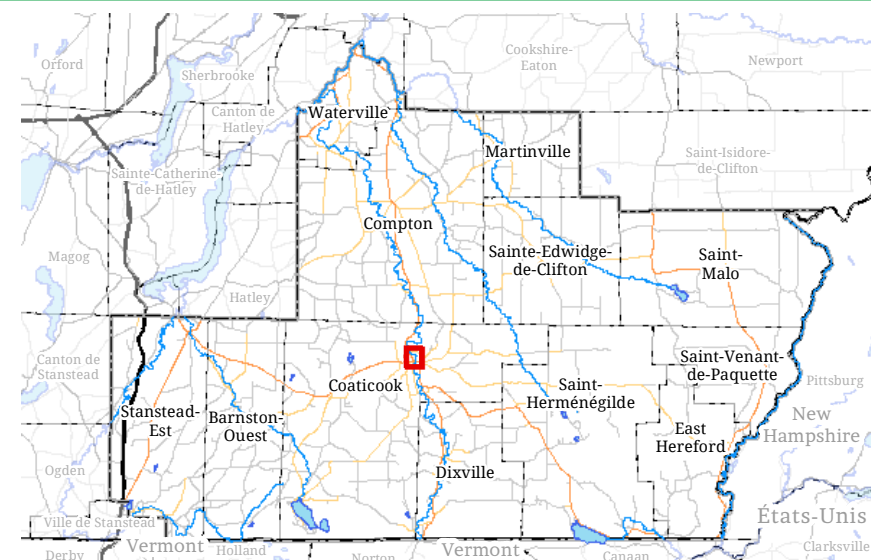 Cookshire-
Eaton
Orford
Newport
Sherbrooke
Canton de
Hatley
Waterville
Martinville
Saint-Isidore-
de-Clifton
Sainte-Catherine-
de-Hatley
Compton
Magog
Sainte-Edwidge-
de-Clifton
Saint-
Malo
Hatley
Canton de
Stanstead
Saint-Venant-
de-Paquette
Pittsburg
Coaticook
Saint-
Herménégilde
Stanstead-
Est
Barnston-
Ouest
New
Hampshire
East
Hereford
Ogden
Dixville
Ville de Stanstead
États-Unis
Vermont
Holland
Derby
Norton
Vermont
Canaan
Clarksville